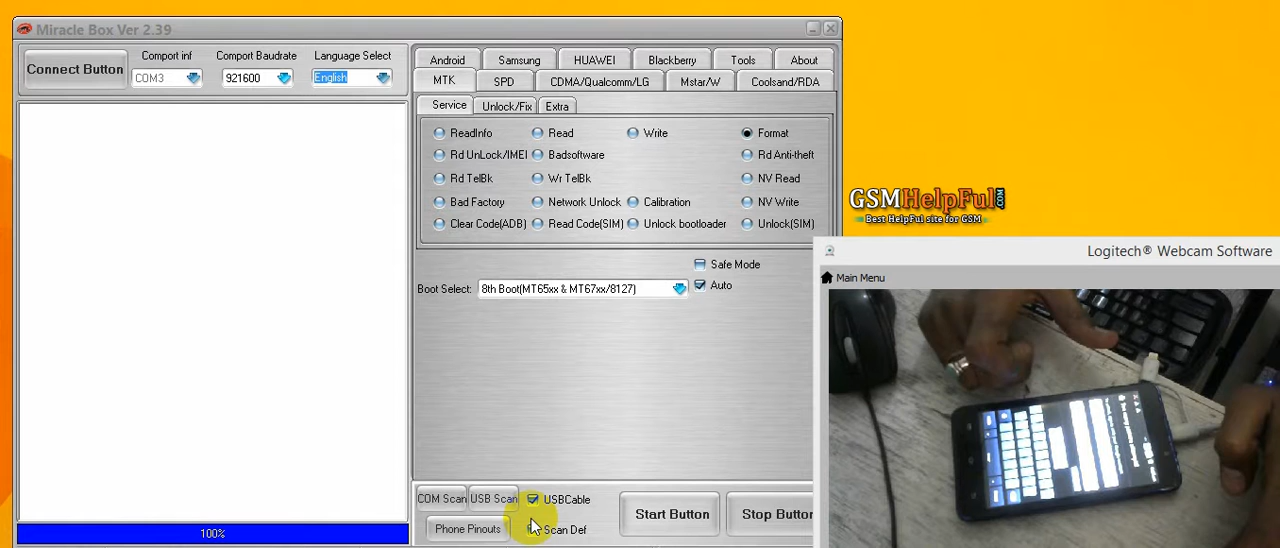 Miracle Box Ver 2.39
Connect Button
Comport inf
Comport Baudrate
Language Select
COM3
921600
English
Android
Samsung
HUAWEI
Blackberry
Tools
About
MTK
SPD
CDMA/Qualcomm/LG
Mstar/W
Coolsand/RDA
Service
Unlock/Fix
Extra
ReadInfo
Read
Write
Format
Rd UnLock/IMEI
Badsoftware
Rd Anti-theft
Rd TelBk
Wr TelBk
NV Read
Bad Factory
Network Unlock
Calibration
NV Write
Clear Code(ADB)
Read Code(SIM)
Unlock bootloader
Unlock(SIM)
Safe Mode
Boot Select:
8th Boot(MT65xx & MT67xx/8127)
Auto
COM Scan
USB Scan
USBCable
Start Button
Stop Button
Phone Pinouts
Scan Def
100%
GSMHelpFul.COM
Best HelpFul site for GSM
Logitech® Webcam Software
Main Menu